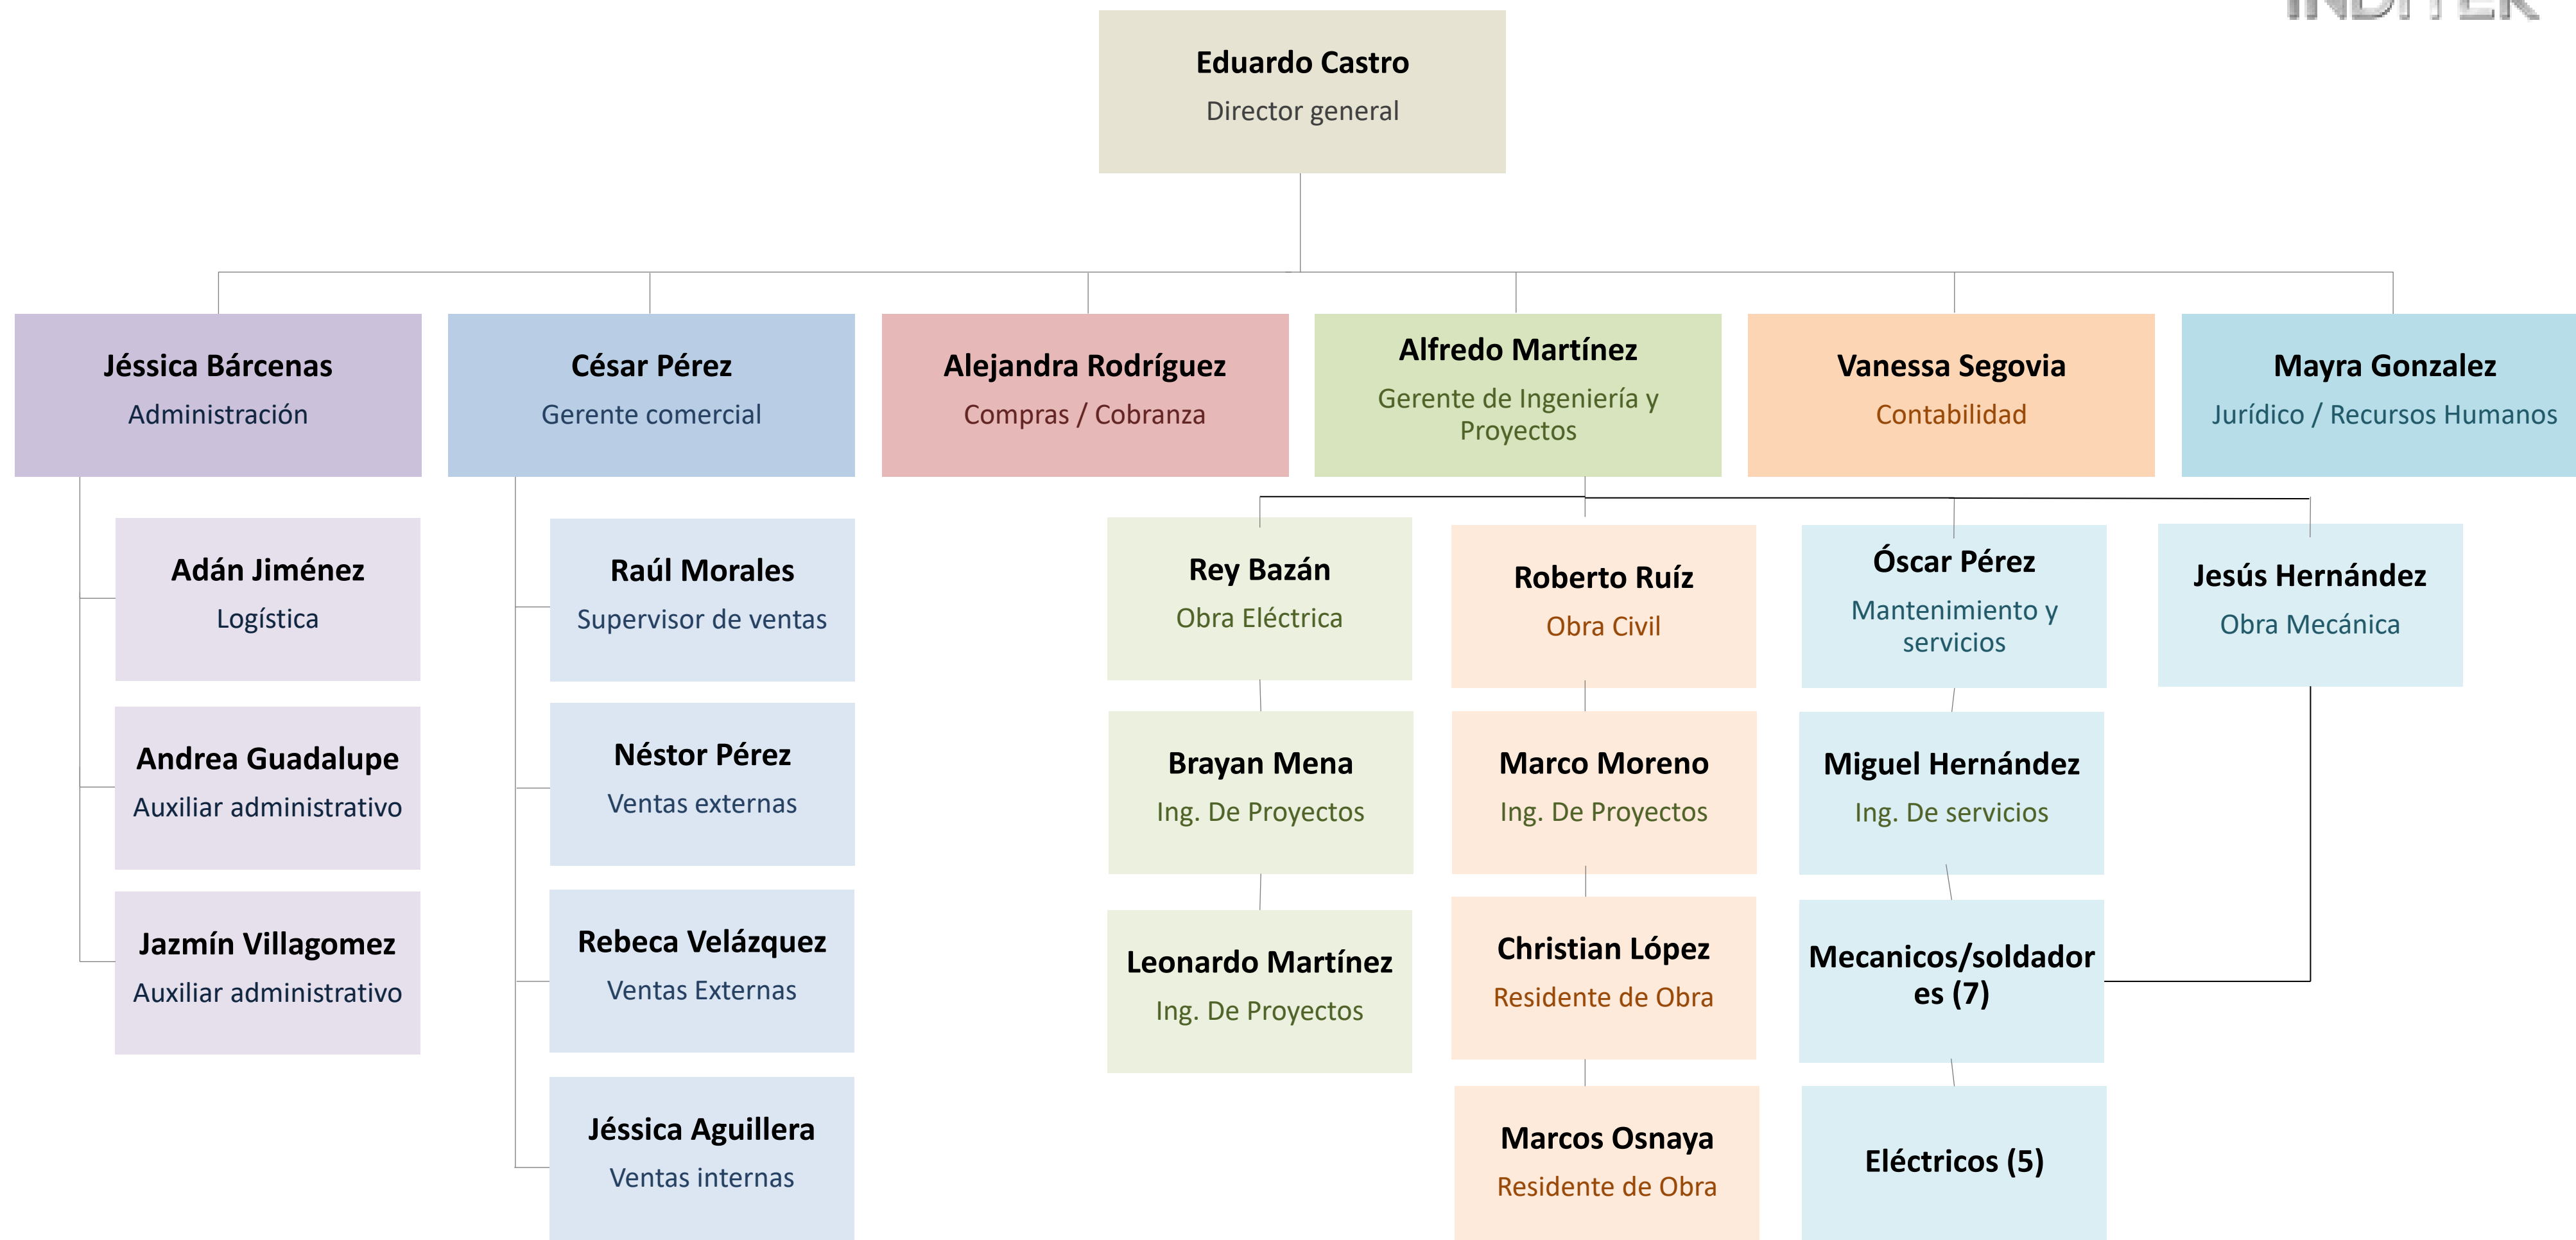 INDITEK
Eduardo Castro
Director general
Jéssica Bárcenas
Administración
César Pérez
Gerente comercial
Alejandra Rodríguez
Compras / Cobranza
Alfredo Martínez
Gerente de Ingeniería y
Proyectos
Vanessa Segovia
Contabilidad
Mayra Gonzalez
Jurídico / Recursos Humanos
Adán Jiménez
Logística
Andrea Guadalupe
Auxiliar administrativo
Jazmín Villagomez
Auxiliar administrativo
Raúl Morales
Supervisor de ventas
Néstor Pérez
Ventas externas
Rebeca Velázquez
Ventas Externas
Jéssica Aguillera
Ventas internas
Rey Bazán
Obra Eléctrica
Brayan Mena
Ing. De Proyectos
Leonardo Martínez
Ing. De Proyectos
Roberto Ruíz
Obra Civil
Marco Moreno
Ing. De Proyectos
Christian López
Residente de Obra
Marcos Osnaya
Residente de Obra
Óscar Pérez
Mantenimiento y
servicios
Miguel Hernández
Ing. De servicios
Mecanicos/soldador
es (7)
Eléctricos (5)
Jesús Hernández
Obra Mecánica